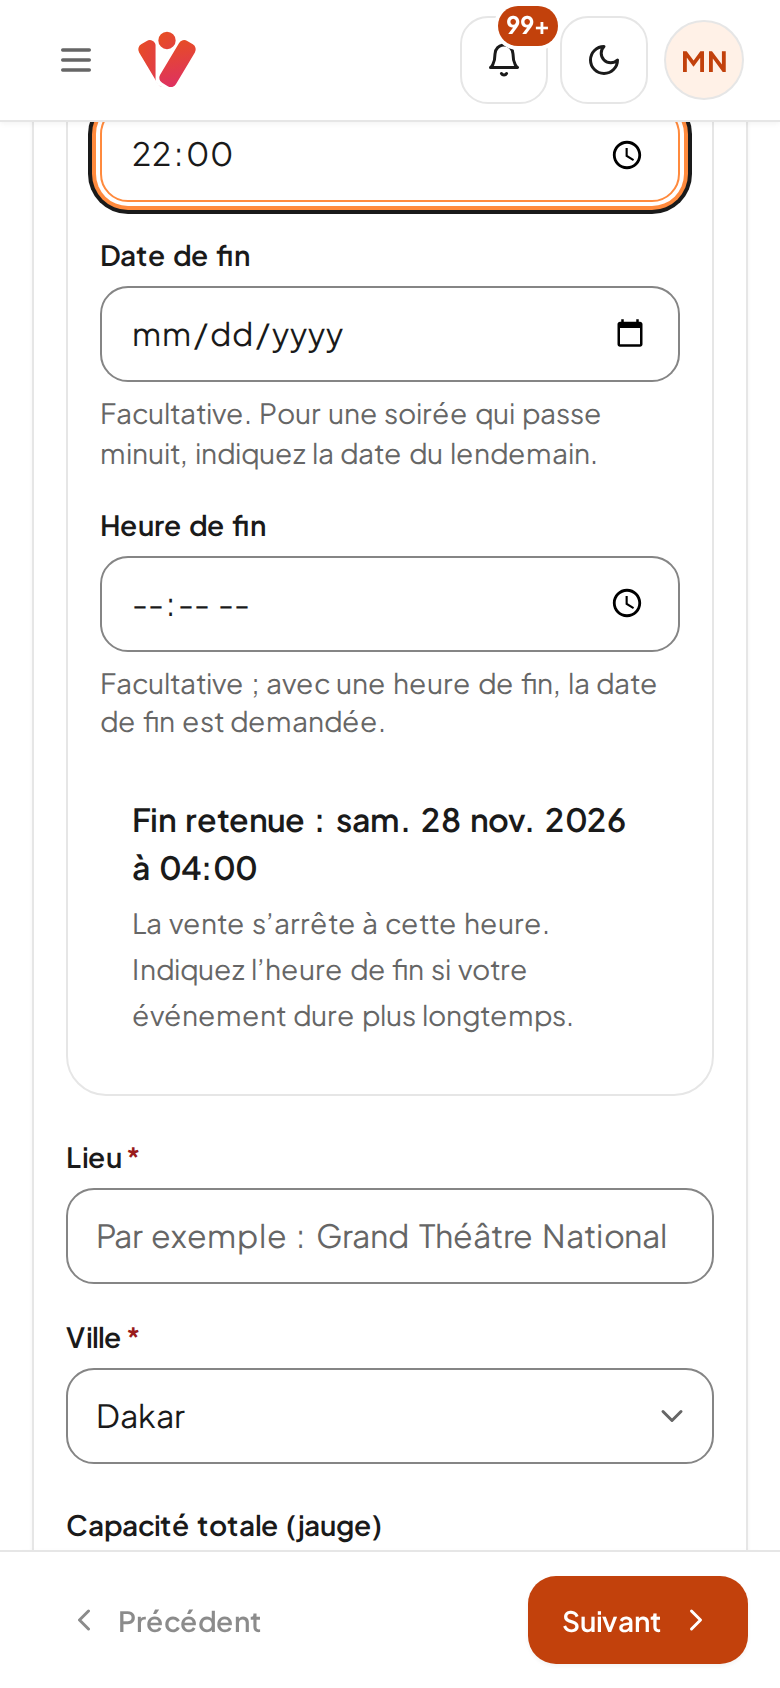 99+
MN
22:00
Date de fin
mm/dd/yyyy
Facultative. Pour une soirée qui passe
minuit, indiquez la date du lendemain.
Heure de fin
--:-- --
Facultative ; avec une heure de fin, la date
de fin est demandée.
Fin retenue : sam. 28 nov. 2026
à 04:00
La vente s’arrête à cette heure.
Indiquez l’heure de fin si votre
événement dure plus longtemps.
Lieu *
Par exemple : Grand Théâtre National
Ville *
Dakar
Capacité totale (jauge)
Précédent
Suivant